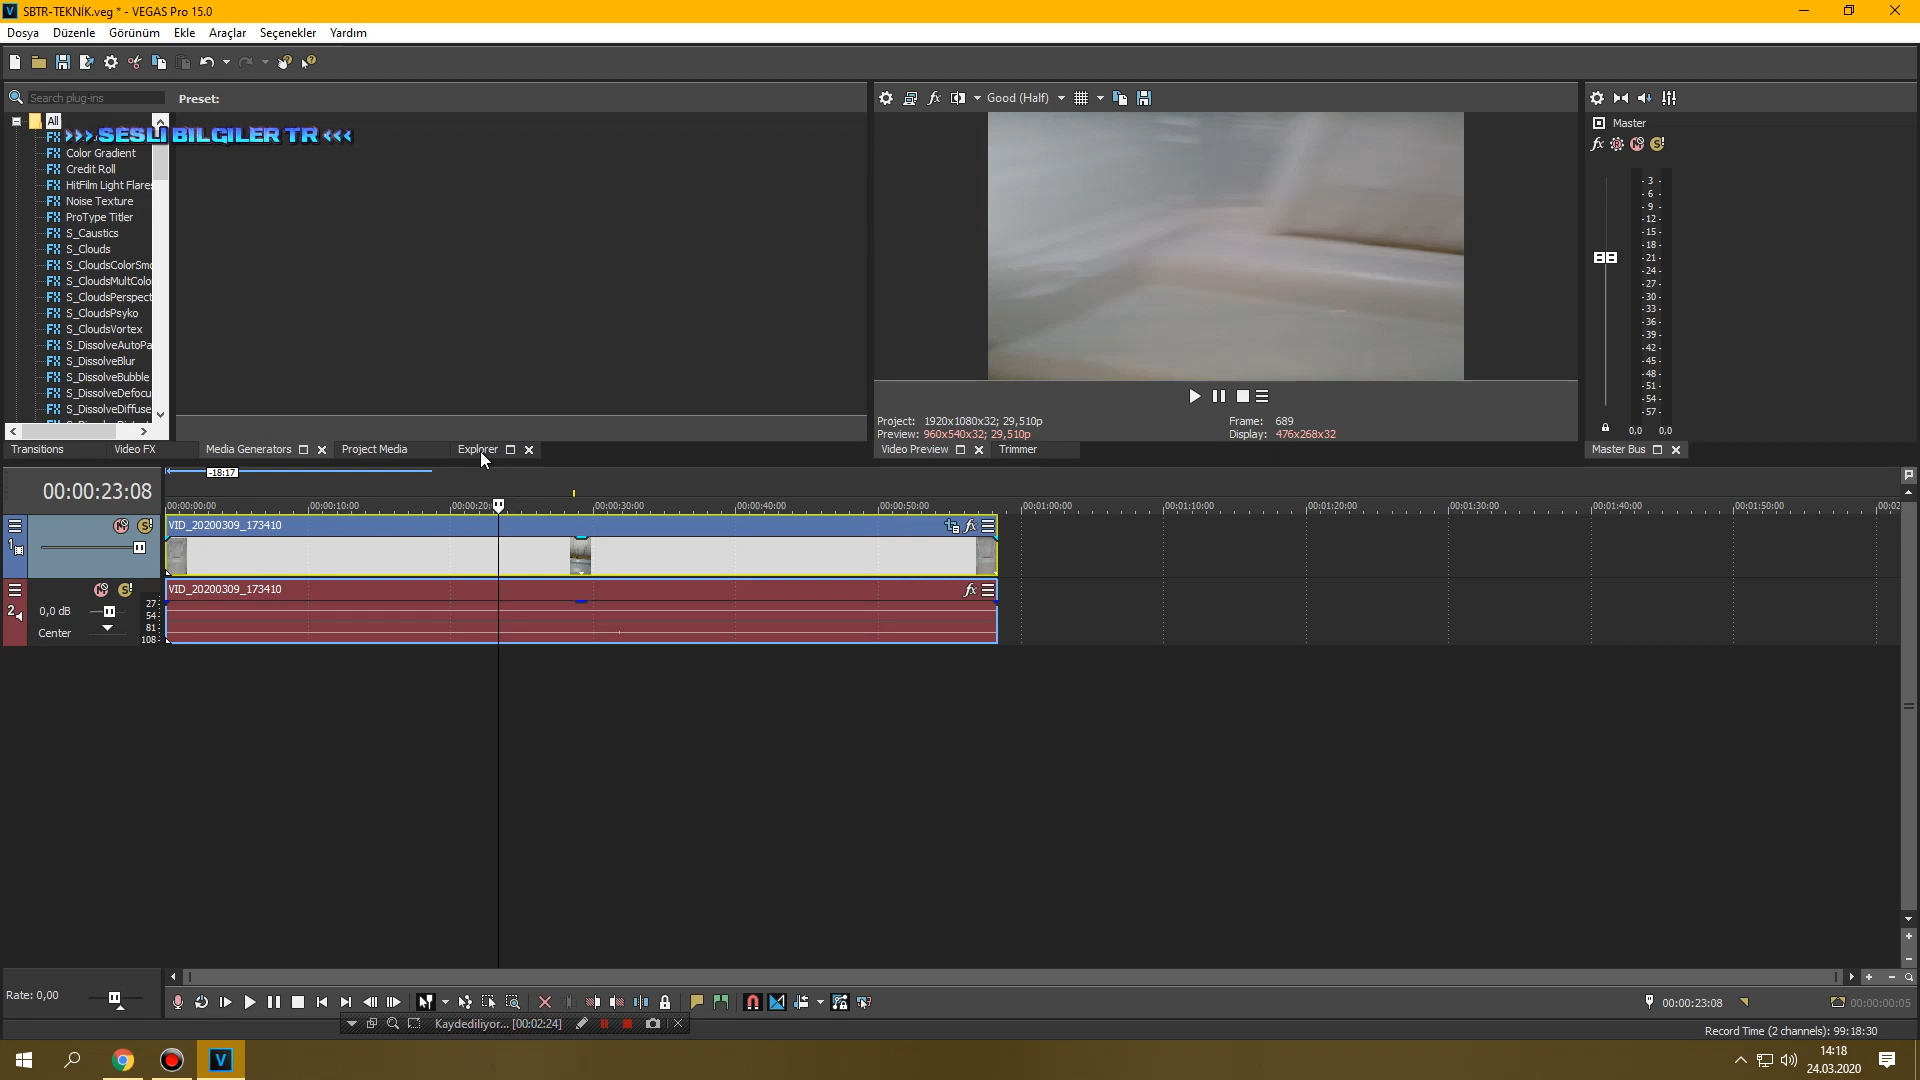 SBTR-TEKNİK.veg * - VEGAS Pro 15.0
Dosya Düzenle Görünüm Ekle Araçlar Seçenekler Yardım
Search plug-ins
Preset:
All
>>> SESLI BILGILER TR <<<
Color Gradient
Credit Roll
HitFilm Light Flare
Noise Texture
ProType Titler
S_Caustics
S_Clouds
S_CloudsColorSmo
S_CloudsMultColo
S_CloudsPerspect
S_CloudsPsyko
S_CloudsVortex
S_DissolveAutoPa
S_DissolveBlur
S_DissolveBubble
S_DissolveDefocu
S_DissolveDiffuse
Transitions Video FX Media Generators Project Media Explorer
Good (Half)
Project: 1920x1080x32; 29,510p
Preview: 960x540x32; 29,510p
Frame: 689
Display: 476x268x32
Video Preview Trimmer
Master
3
6
9
12
15
18
21
24
27
30
33
36
39
42
45
48
51
54
57
0,0 0,0
Master Bus
-18:17
00:00:23:08
00:00:00:00 00:00:10:00 00:00:20: 00:00:30:00 00:00:40:00 00:00:50:00 00:01:00:00 00:01:10:00 00:01:20:00 00:01:30:00 00:01:40:00 00:01:50:00 00:02
VID_20200309_173410
1
VID_20200309_173410
2
0,0 dB
Center
27
54
81
108
Rate: 0,00
Kaydediliyor... [00:02:24]
00:00:23:08
00:00:00:05
Record Time (2 channels): 99:18:30
14:18
24.03.2020